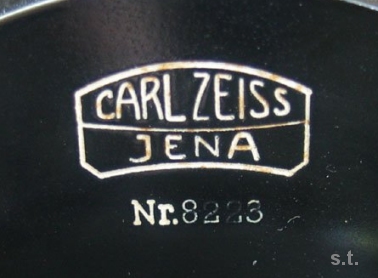 CARL ZEISS
JENA
Nr. 8223
s.t.